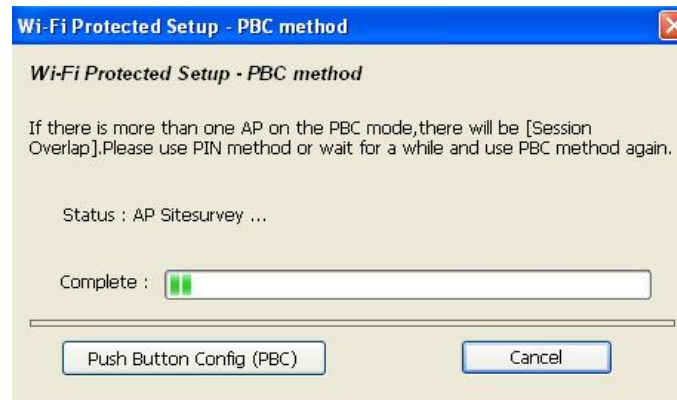 Wi-Fi Protected Setup - PBC method
Wi-Fi Protected Setup - PBC method
If there is more than one AP on the PBC mode,there will be [Session
Overlap].Please use PIN method or wait for a while and use PBC method again.
Status : AP Sitesurvey ...
Complete :
Push Button Config (PBC)
Cancel